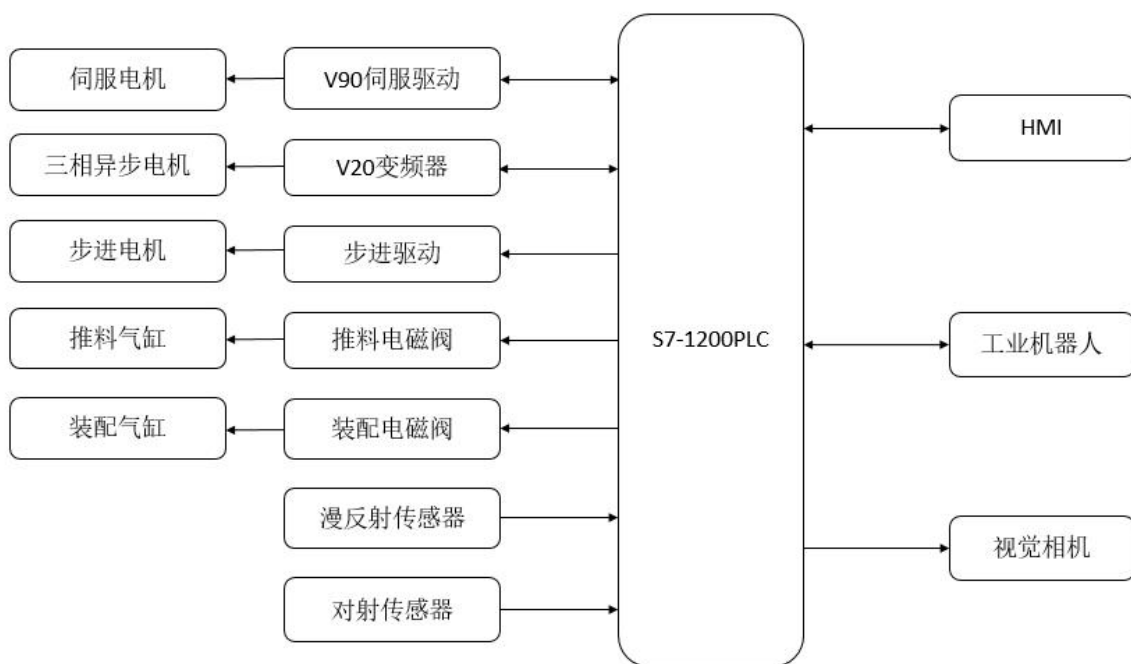 伺服电机
V90伺服驱动
三相异步电机
V20变频器
步进电机
步进驱动
推料气缸
推料电磁阀
装配气缸
装配电磁阀
漫反射传感器
对射传感器
S7-1200PLC
HMI
工业机器人
视觉相机